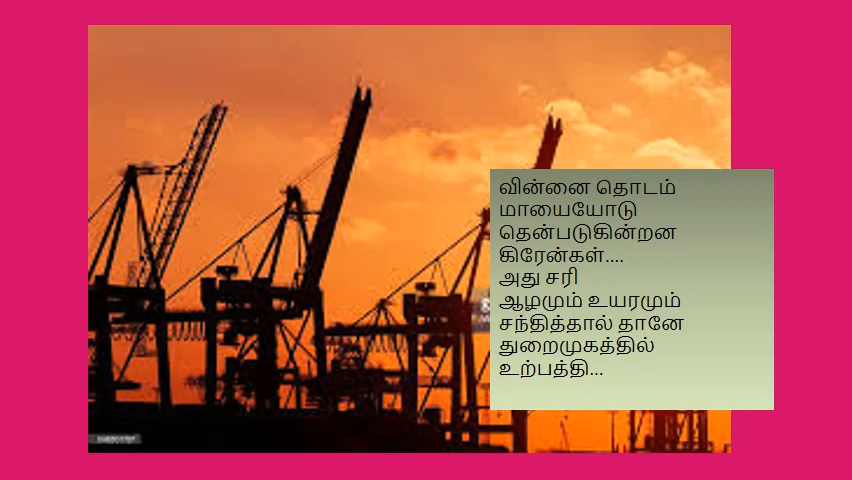 வின்னை தொடம்
மாயையோடு
தென்படுகின்றன
கிரேன்கள்....
அது சரி
ஆழமும் உயரமும்
சந்தித்தால் தானே
துறைமுகத்தில்
உற்பத்தி...